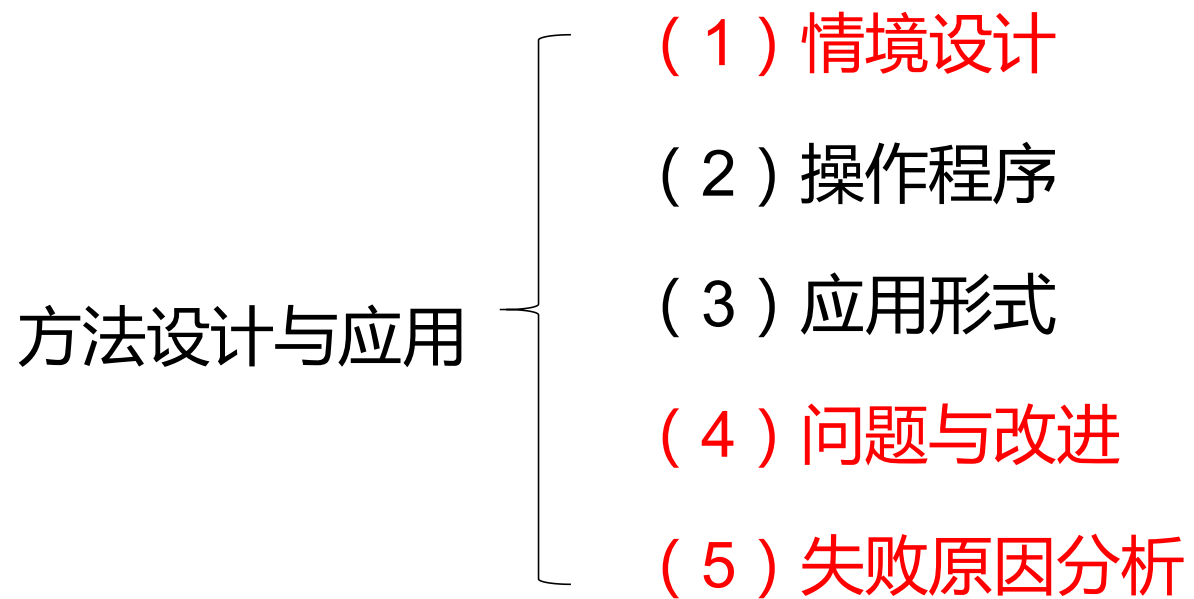 方法设计与应用
（1）情境设计
（2）操作程序
（3）应用形式
（4）问题与改进
（5）失败原因分析